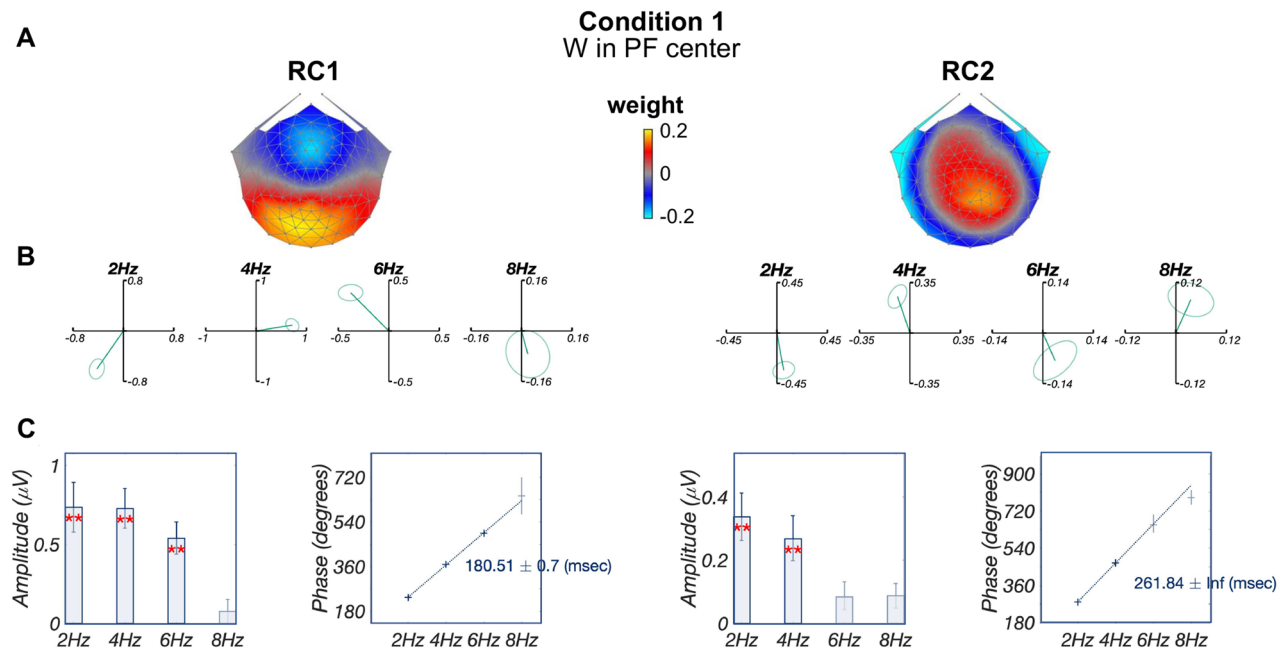 Condition 1
A
W in PF center
RC1
RC2
weight
0.2
0
-0.2
B
2Hz
4Hz
6Hz
8Hz
0.8
1
0.5
0.16
-0.8
0.8
-1
1
-0.5
0.5
-0.16
0.16
-0.8
-1
-0.5
-0.16
2Hz
4Hz
6Hz
8Hz
0.45
0.35
0.14
0.12
-0.45
0.45
-0.35
0.35
-0.14
0.14
-0.12
0.12
-0.45
-0.35
-0.14
-0.12
C
Amplitude (µV)
1
0.5
0
** ** **
2Hz 4Hz 6Hz 8Hz
Phase (degrees)
720
540
360
180
180.51 ± 0.7 (msec)
2Hz 4Hz 6Hz 8Hz
Amplitude (µV)
0.4
0.2
0
** **
2Hz 4Hz 6Hz 8Hz
Phase (degrees)
900
720
540
360
180
261.84 ± Inf (msec)
2Hz 4Hz 6Hz 8Hz